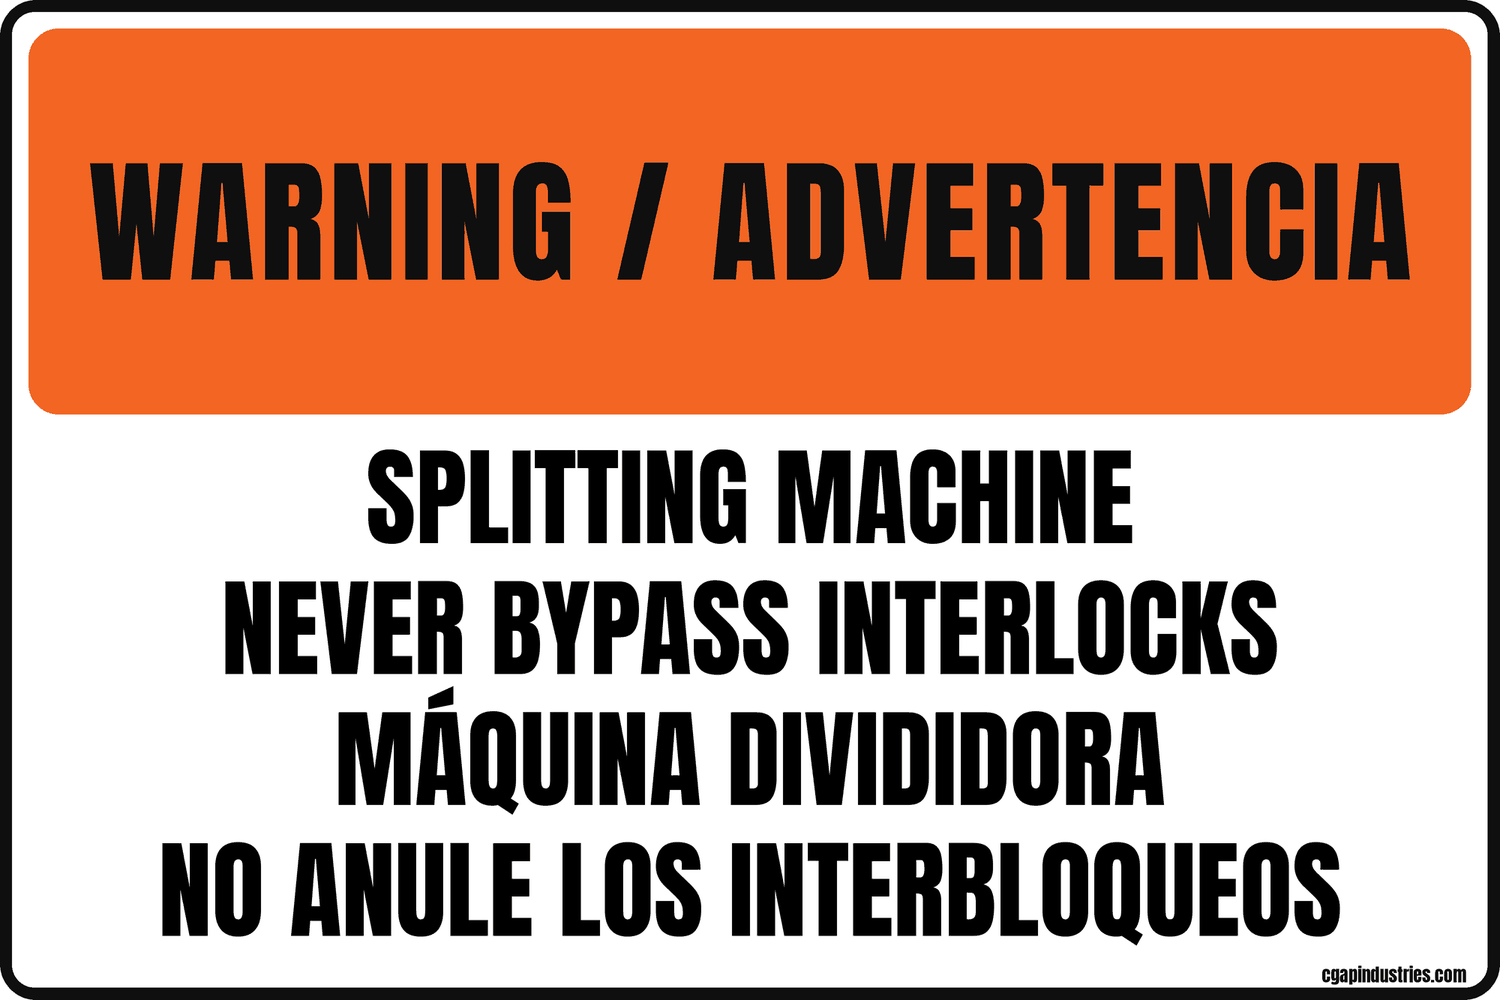 WARNING / ADVERTENCIA
SPLITTING MACHINE
NEVER BYPASS INTERLOCKS
MÁQUINA DIVIDIDORA
NO ANULE LOS INTERBLOQUEOS
cgapindustries.com